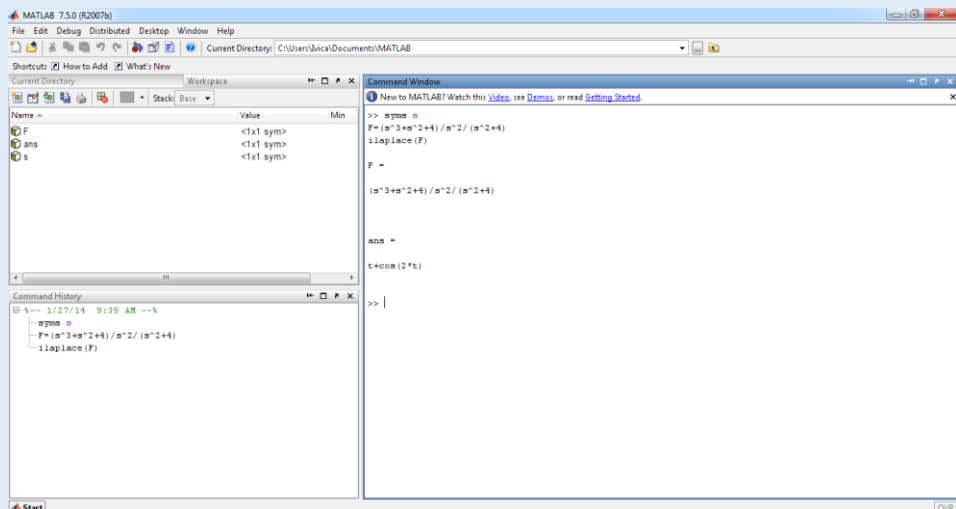 MATLAB 7.5.0 (R2007b)
File Edit Debug Distributed Desktop Window Help
Current Directory: C:\Users\Ivica\Documents\MATLAB
Shortcuts How to Add What's New
Current Directory Workspace
Stack: Base
Name Value Min
F <1x1 sym>
ans <1x1 sym>
s <1x1 sym>
Command History
%-- 1/27/14 9:39 AM --%
syms s
F=(s^3+s^2+4)/s^2/(s^2+4)
ilaplace(F)
Command Window
New to MATLAB? Watch this Video, see Demos, or read Getting Started.
>> syms s
F=(s^3+s^2+4)/s^2/(s^2+4)
ilaplace(F)
F =
(s^3+s^2+4)/s^2/(s^2+4)
ans =
t+cos(2*t)
>>
Start
OVR